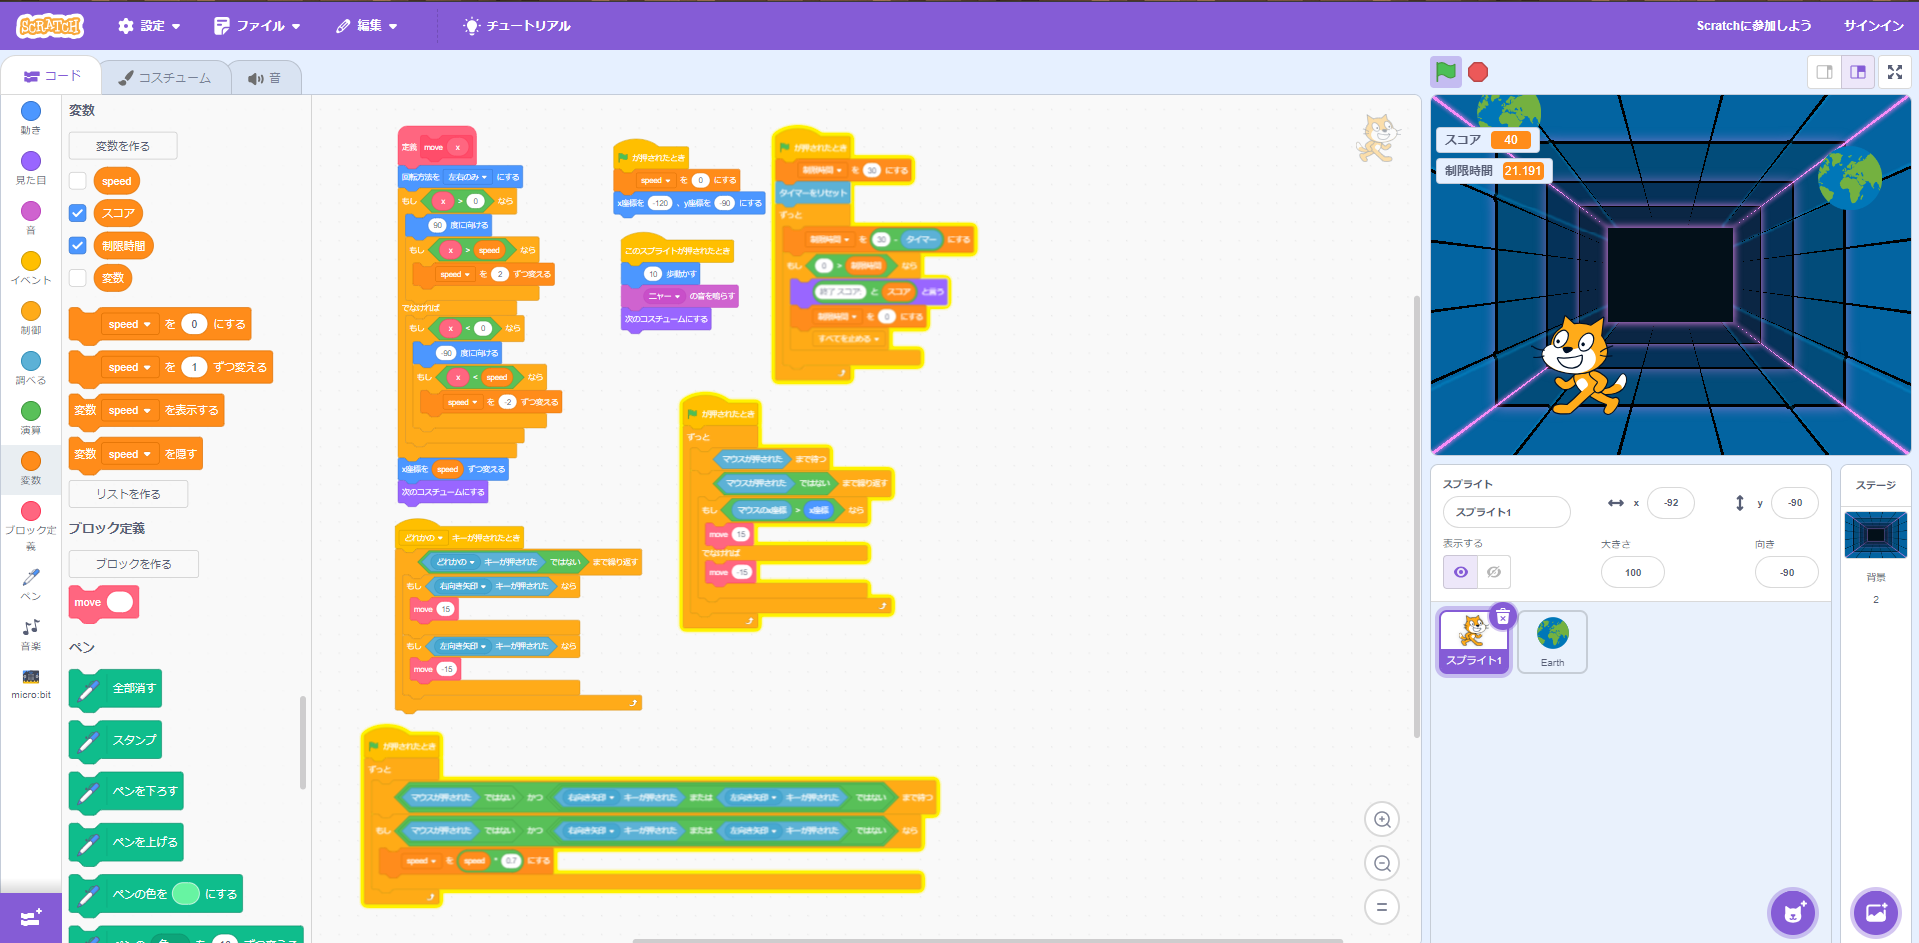 SCRATCH 設定 ファイル 編集 チュートリアル Scratchに参加しよう サインイン
コード コスチューム 音
動き
見た目
音
イベント
制御
調べる
演算
変数
ブロック定
義
ペン
音楽
micro:bit
変数
変数を作る
speed
スコア
制限時間
変数
speed を 0 にする
speed を 1 ずつ変える
変数 speed を表示する
変数 speed を隠す
リストを作る
ブロック定義
ブロックを作る
move
ペン
全部消す
スタンプ
ペンを下ろす
ペンを上げる
ペンの色を にする
ペンの 色 を 10 ずつ変える
定義 move x
回転方法を 左右のみ にする
もし x > 0 なら
90 度に向ける
もし x > speed なら
speed を 2 ずつ変える
でなければ
もし x < 0 なら
-90 度に向ける
もし x < speed なら
speed を -2 ずつ変える
x座標を speed ずつ変える
次のコスチュームにする
どれかの キーが押されたとき
どれかの キーが押された ではない まで繰り返す
もし 右向き矢印 キーが押された なら
move 15
もし 左向き矢印 キーが押された なら
move -15
が押されたとき
speed を 0 にする
x座標を -120 、y座標を -90 にする
このスプライトが押されたとき
10 歩動かす
ニャー の音を鳴らす
次のコスチュームにする
が押されたとき
制限時間 を 30 にする
タイマーをリセット
ずっと
制限時間 を 30 - タイマー にする
もし 0 > 制限時間 なら
終了 スコア と スコア と言う
制限時間 を 0 にする
すべてを止める
が押されたとき
ずっと
マウスが押された まで待つ
マウスが押された ではない まで繰り返す
もし マウスのx座標 > x座標 なら
move 15
でなければ
move -15
が押されたとき
ずっと
マウスが押された ではない かつ 右向き矢印 キーが押された または 左向き矢印 キーが押された ではない まで待つ
もし マウスが押された ではない かつ 右向き矢印 キーが押された または 左向き矢印 キーが押された ではない なら
speed を speed * 0.7 にする
スコア 40
制限時間 21.191
スプライト
スプライト1
x -92 y -90
表示する 大きさ 向き
100 -90
スプライト1
Earth
ステージ
背景
2